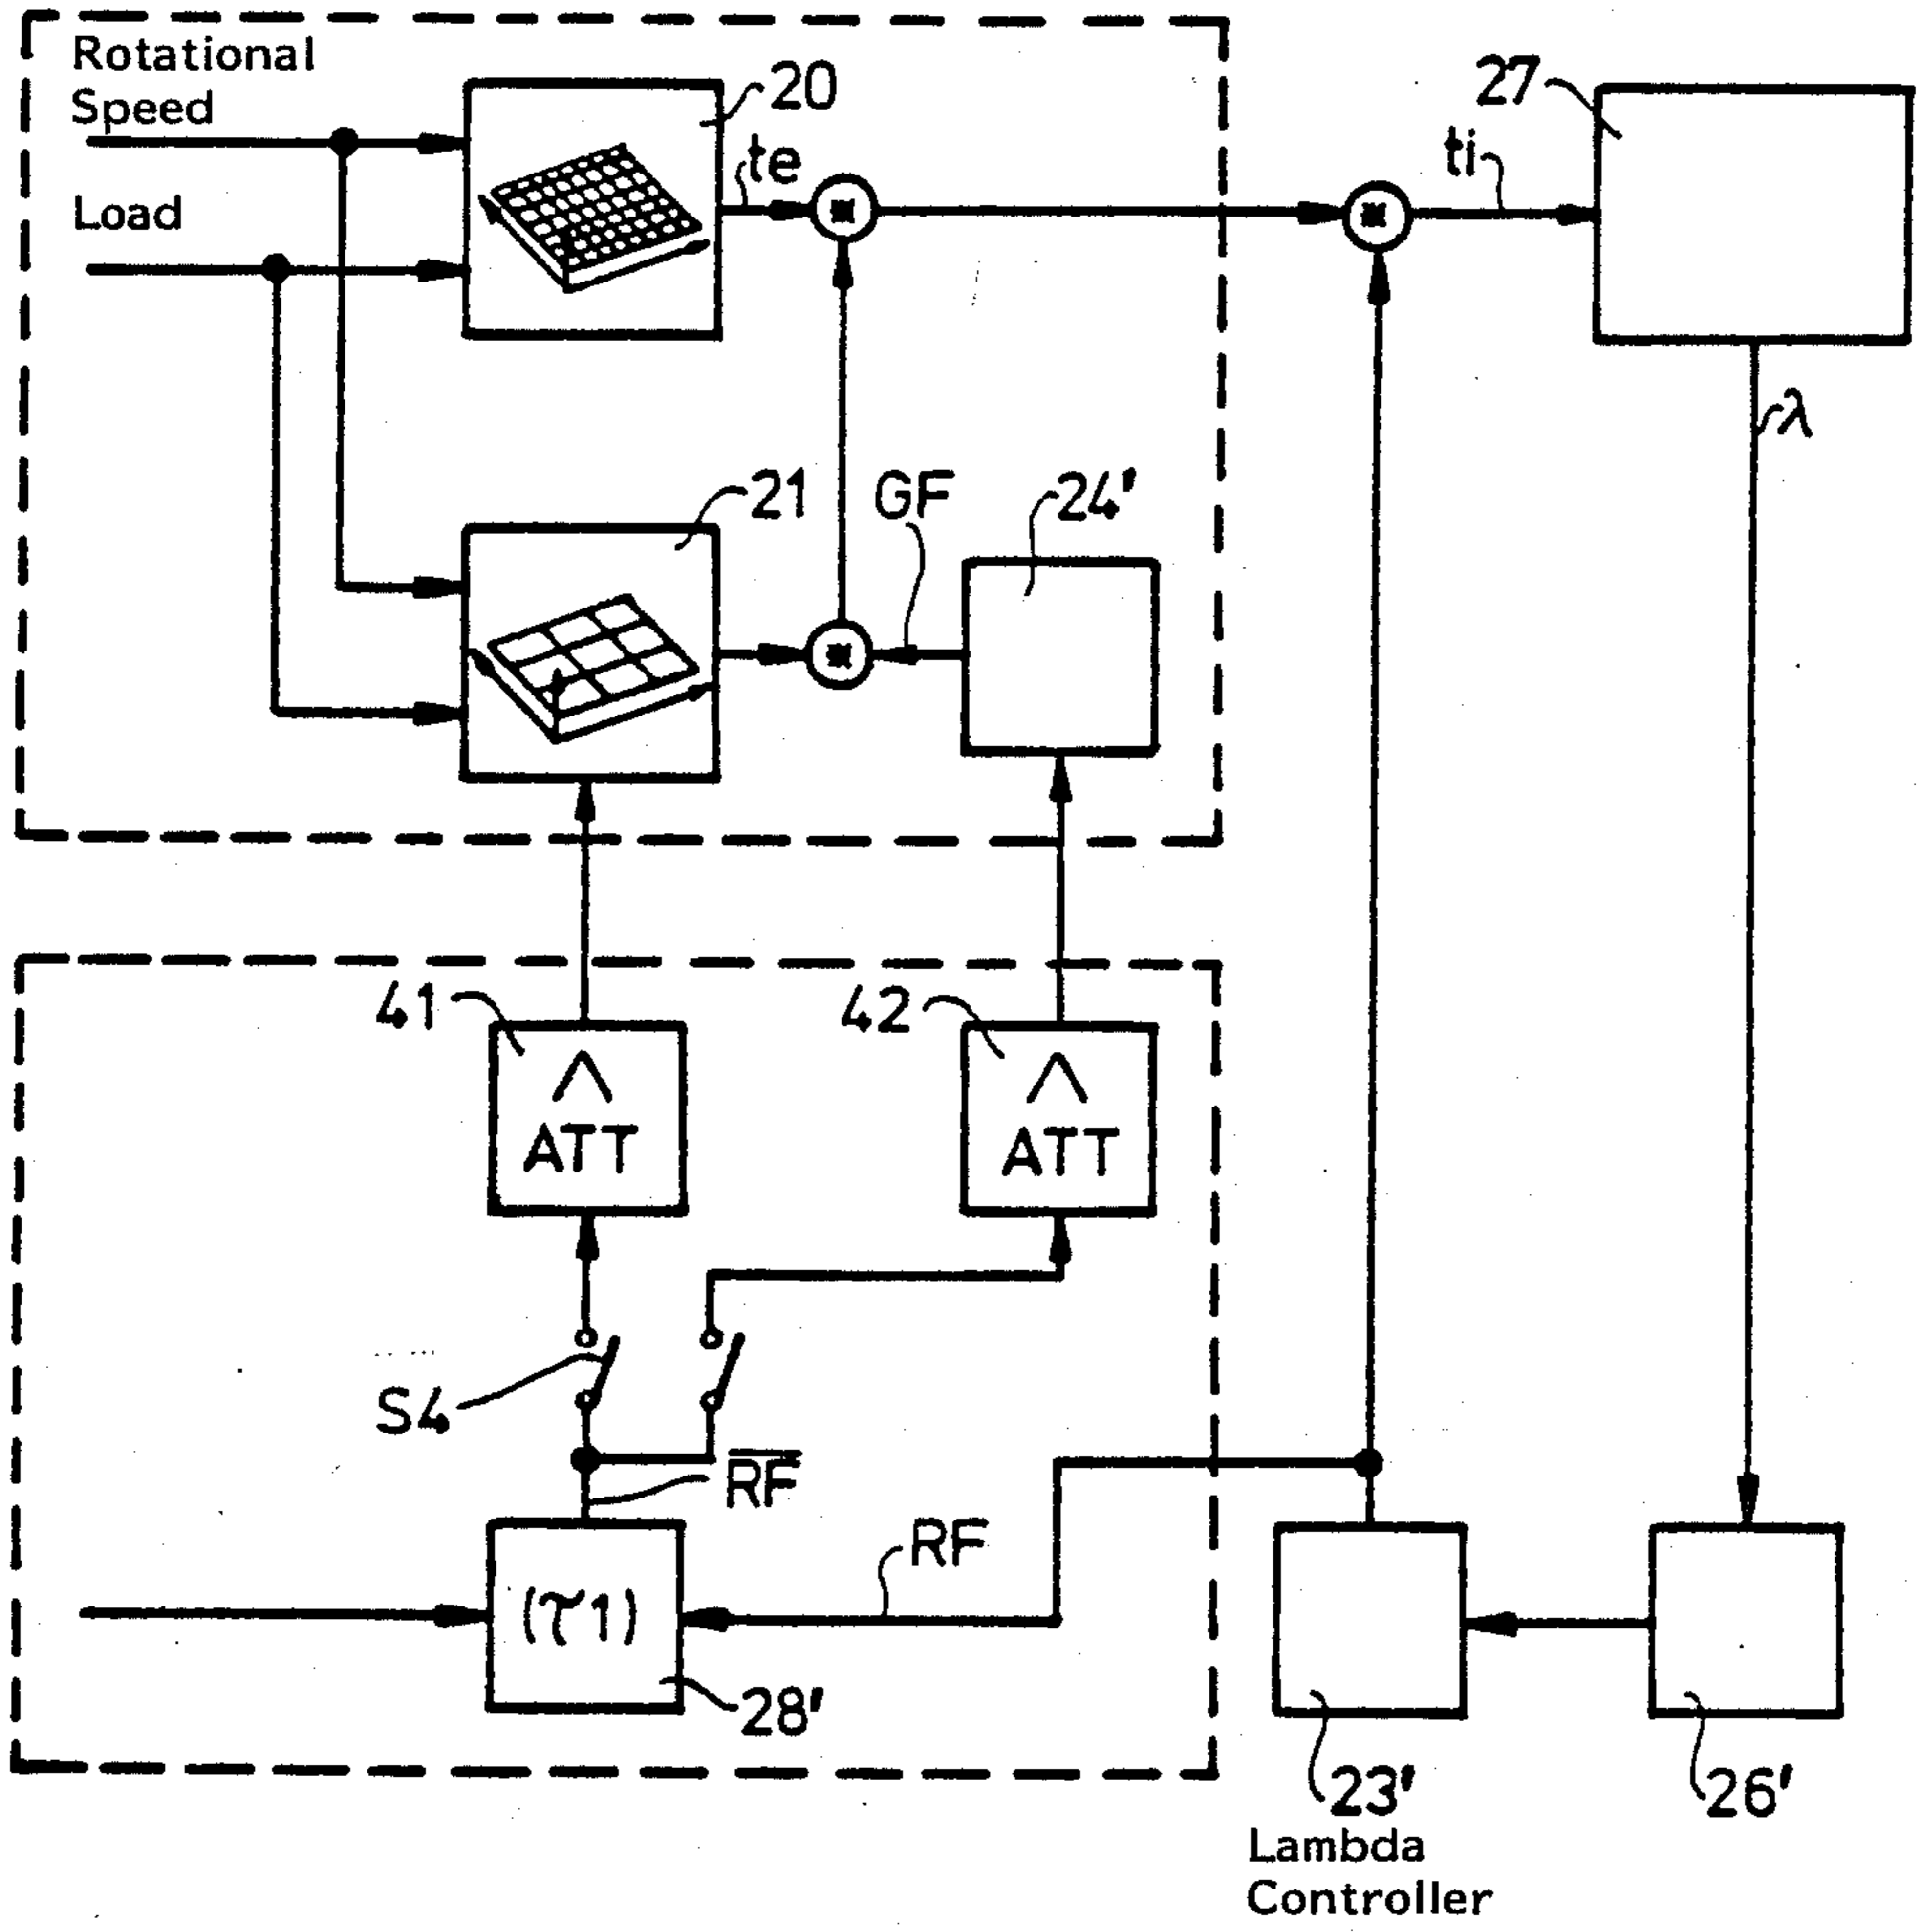 Rotational
Speed
20
27
te
ti
Load
λ
21
GF
24'
41
42
Λ
ATT
Λ
ATT
S4
R̅F̅
RF
(τ1)
28'
23'
26'
Lambda
Controller